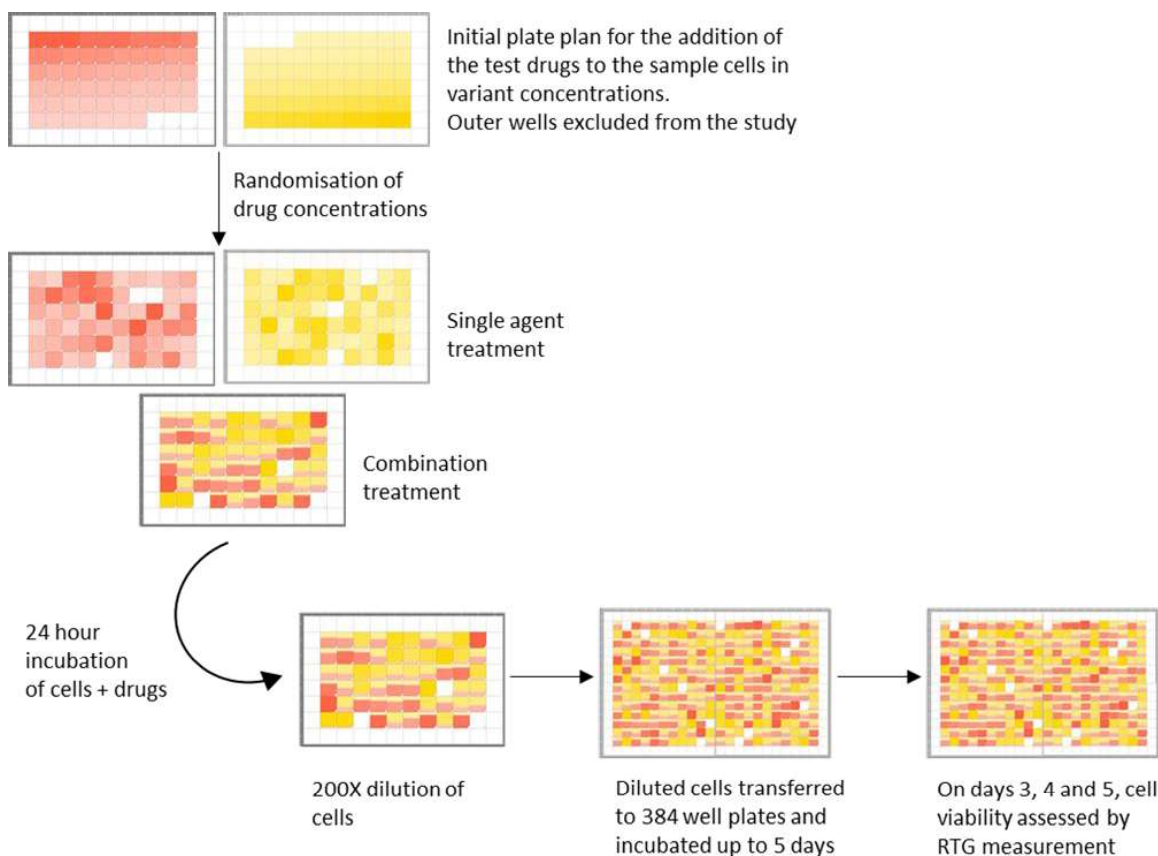 Initial plate plan for the addition of
the test drugs to the sample cells in
variant concentrations.
Outer wells excluded from the study
Randomisation of
drug concentrations
Single agent
treatment
Combination
treatment
24 hour
incubation
of cells + drugs
200X dilution of
cells
Diluted cells transferred
to 384 well plates and
incubated up to 5 days
On days 3, 4 and 5, cell
viability assessed by
RTG measurement